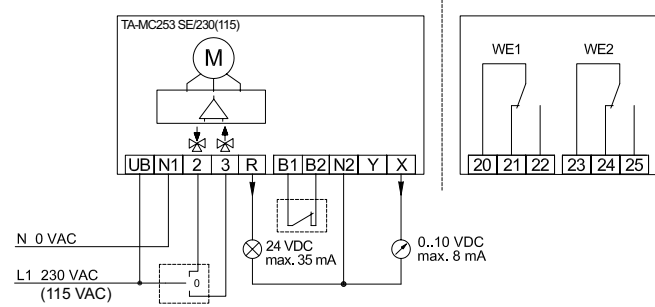 TA-MC253 SE/230(115)
M
UB N1 2 3 R B1 B2 N2 Y X
N 0 VAC
L1 230 VAC
(115 VAC)
0
24 VDC
max. 35 mA
0..10 VDC
max. 8 mA
WE1 WE2
20 21 22 23 24 25